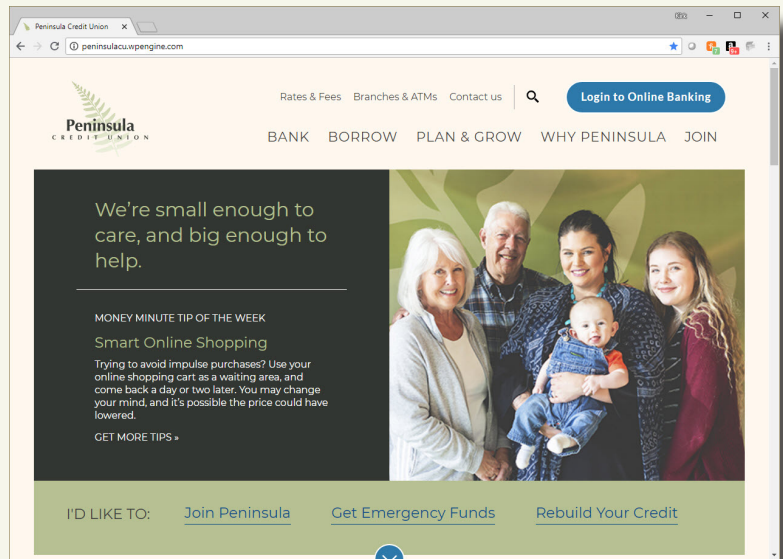 Peninsula Credit Union
peninsulacu.wpengine.com
Rates & Fees Branches & ATMs Contact us
Login to Online Banking
Peninsula
CREDIT UNION
BANK BORROW PLAN & GROW WHY PENINSULA JOIN
We're small enough to
care, and big enough to
help.
MONEY MINUTE TIP OF THE WEEK
Smart Online Shopping
Trying to avoid impulse purchases? Use your
online shopping cart as a waiting area, and
come back a day or two later. You may change
your mind, and it's possible the price could have
lowered.
GET MORE TIPS »
I'D LIKE TO: Join Peninsula Get Emergency Funds Rebuild Your Credit